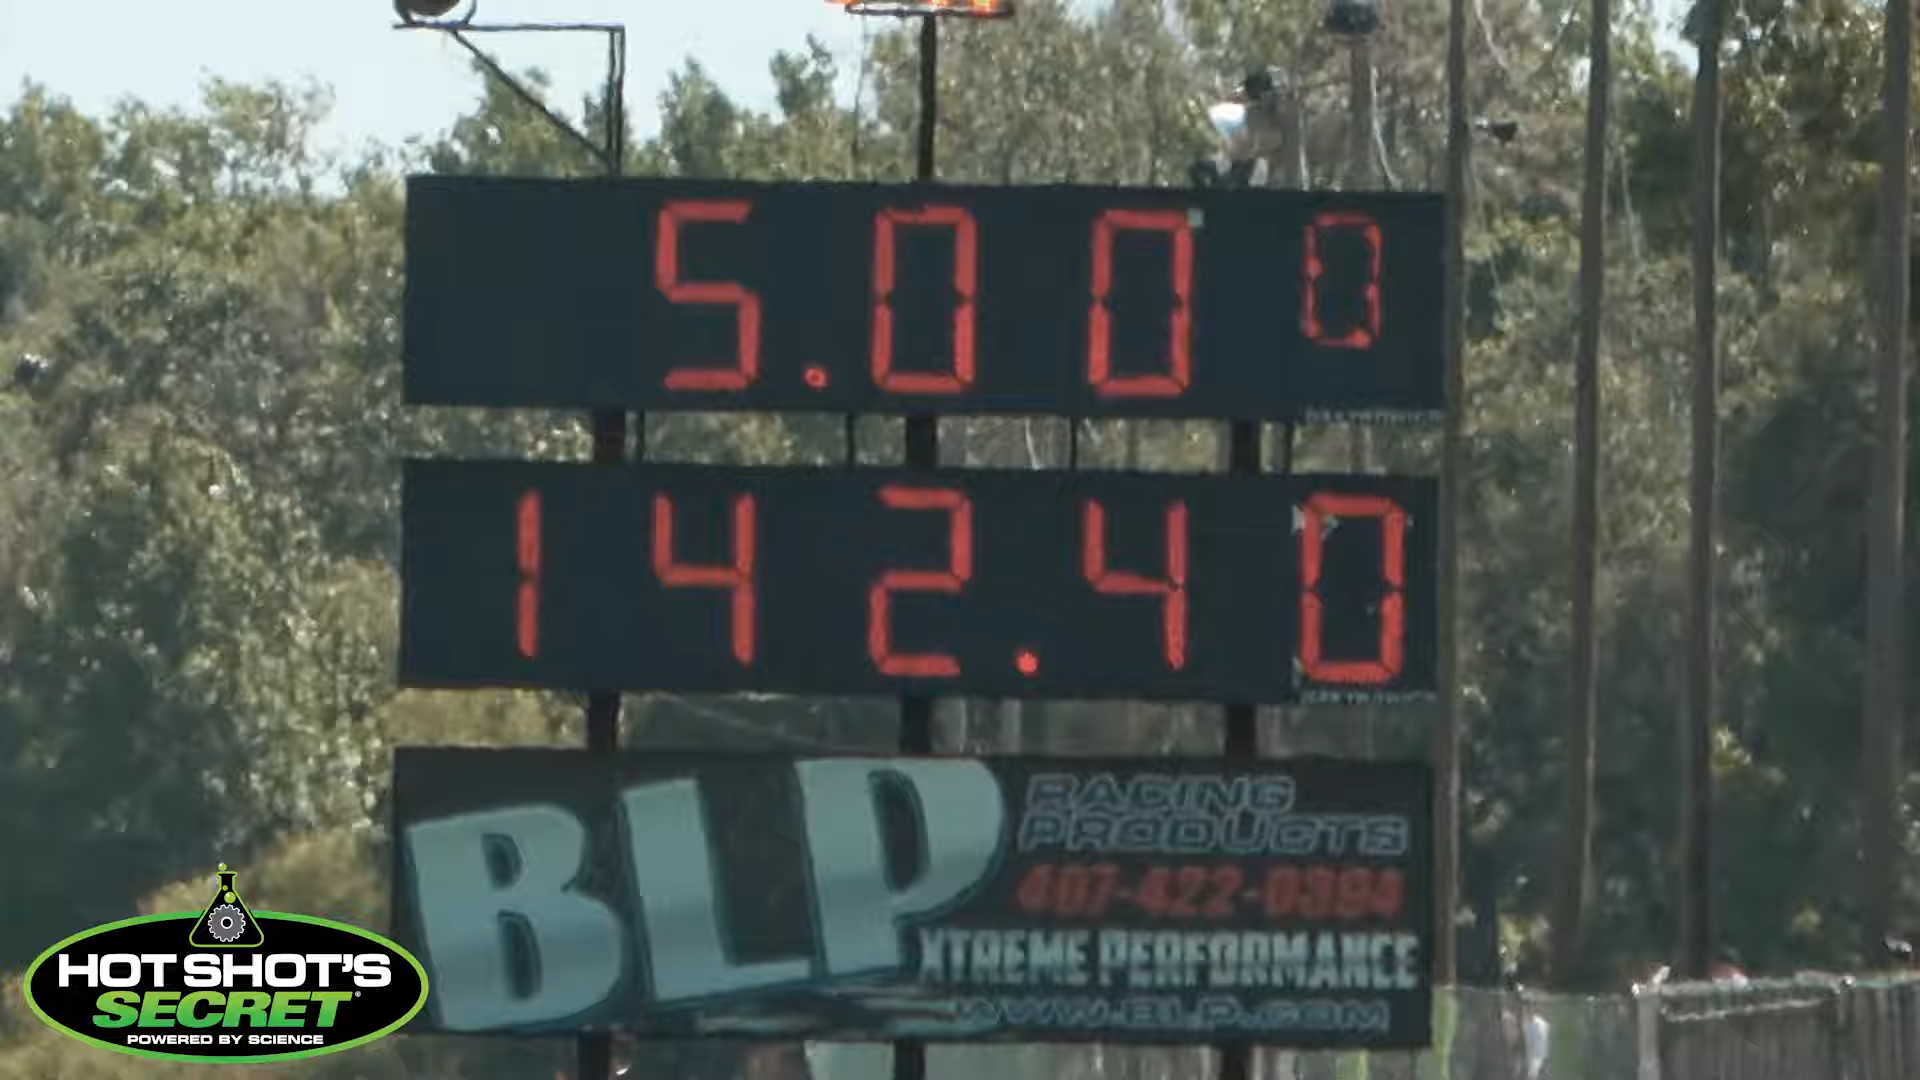 5.000
142.40
BLP
RACING
PRODUCTS
407-422-0394
XTREME PERFORMANCE
WWW.BLP.COM
HOT SHOT'S
SECRET
POWERED BY SCIENCE